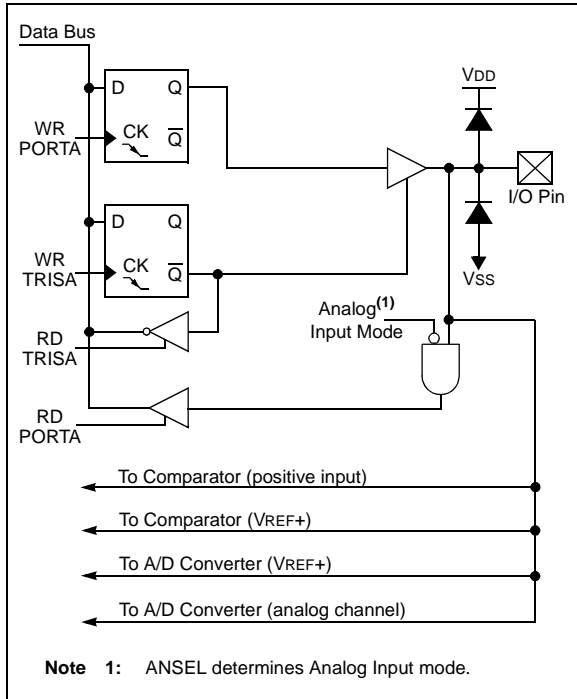 Data Bus
D Q
WR
PORTA
CK Q
VDD
I/O Pin
VSS
D Q
WR
TRISA
CK Q
RD
TRISA
Analog(1)
Input Mode
RD
PORTA
To Comparator (positive input)
To Comparator (VREF+)
To A/D Converter (VREF+)
To A/D Converter (analog channel)
Note 1: ANSEL determines Analog Input mode.